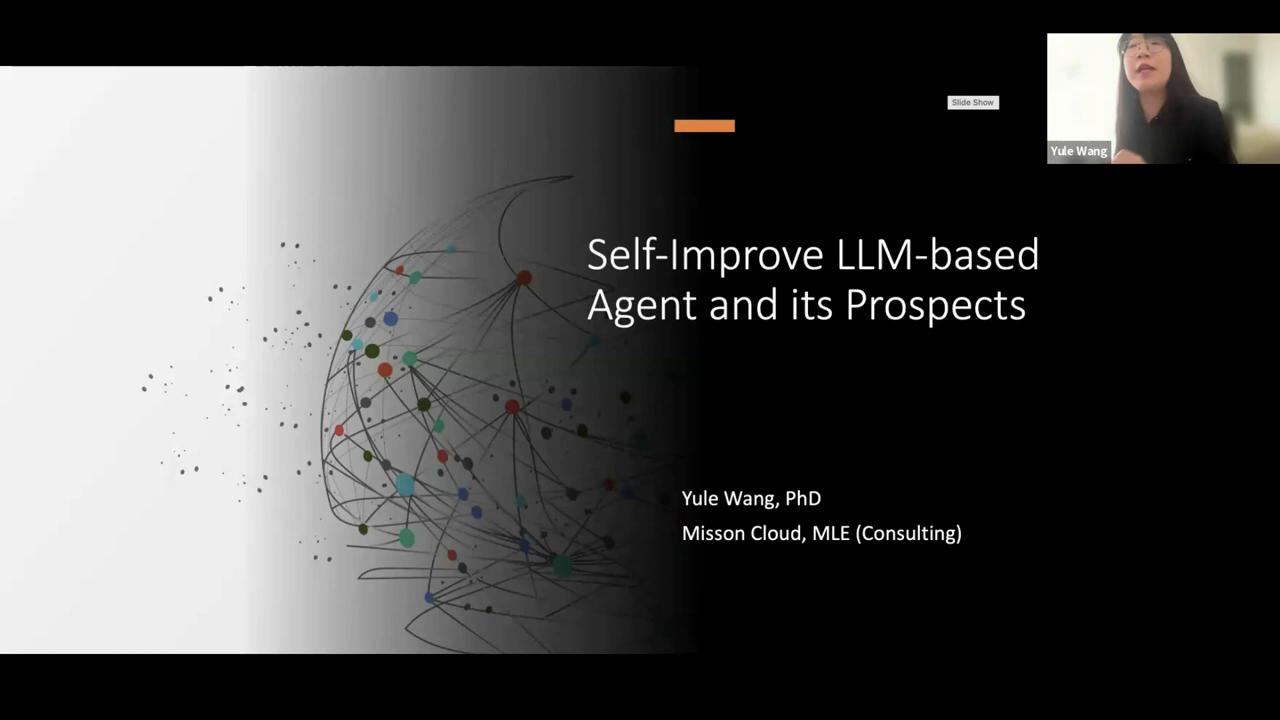 Slide Show
Yule Wang
Self-Improve LLM-based
Agent and its Prospects
Yule Wang, PhD
Misson Cloud, MLE (Consulting)